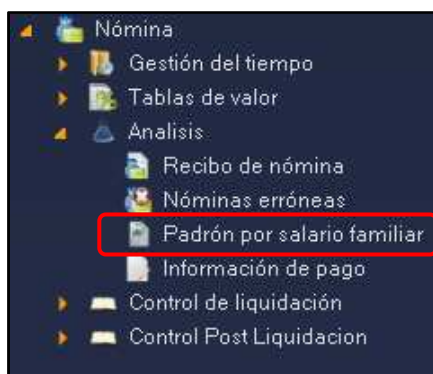 Nómina
Gestión del tiempo
Tablas de valor
Analisis
Recibo de nómina
Nóminas erróneas
Padrón por salario familiar
Información de pago
Control de liquidación
Control Post Liquidacion